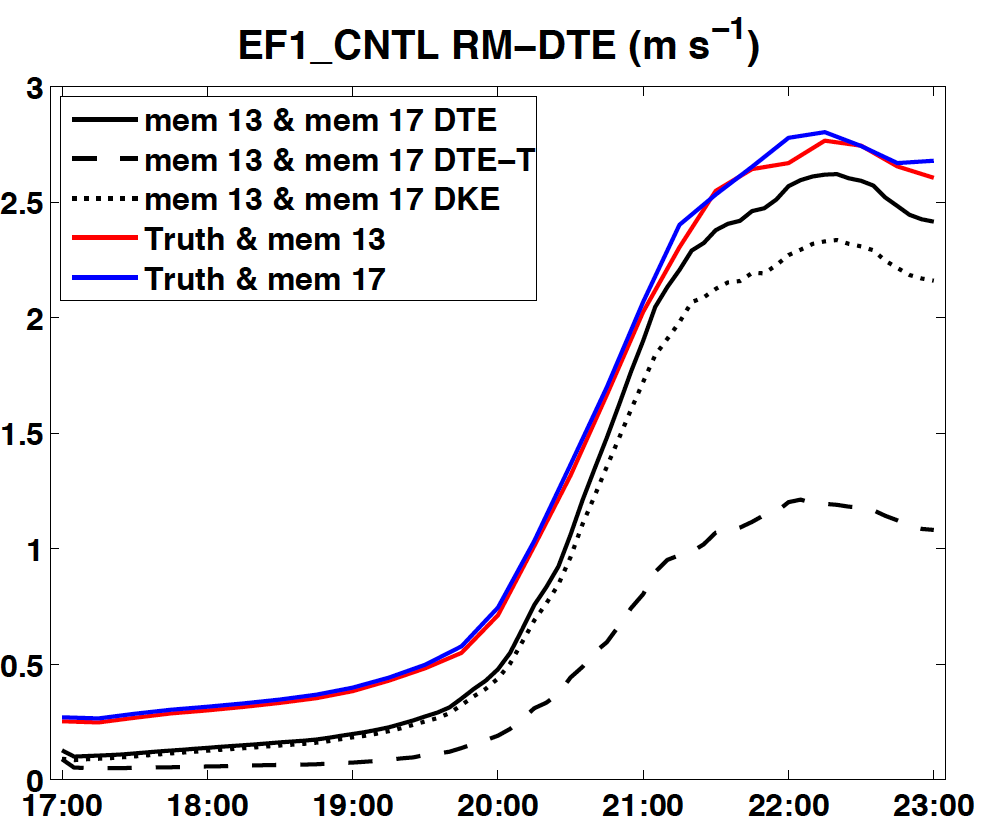 EF1_CNTL RM−DTE (m s⁻¹)
3
mem 13 & mem 17 DTE
mem 13 & mem 17 DTE−T
mem 13 & mem 17 DKE
Truth & mem 13
Truth & mem 17
2.5
2
1.5
1
0.5
0
17:00 18:00 19:00 20:00 21:00 22:00 23:00